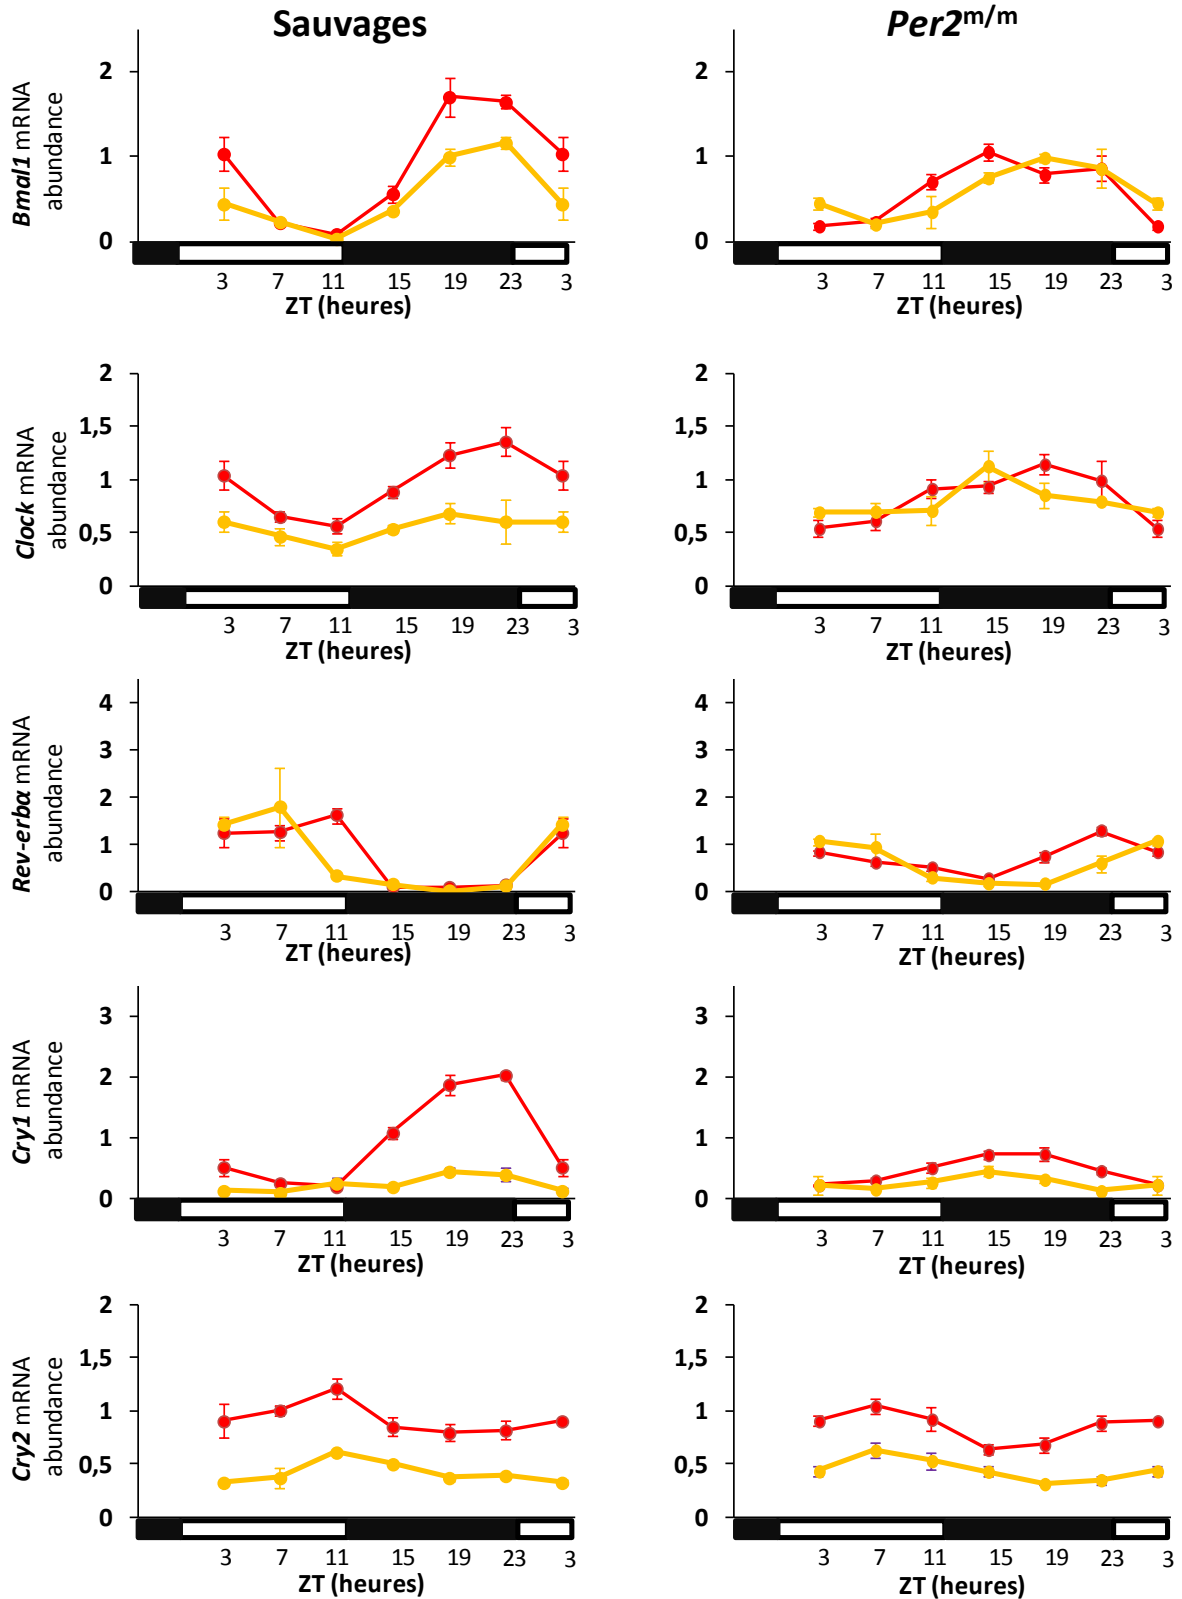 Sauvages
Per2m/m
Bmal1 mRNA
abundance
2
1
0
3 7 11 15 19 23 3
ZT (heures)
2
1
0
3 7 11 15 19 23 3
ZT (heures)
Clock mRNA
abundance
2
1,5
1
0,5
0
3 7 11 15 19 23 3
ZT (heures)
2
1,5
1
0,5
0
3 7 11 15 19 23 3
ZT (heures)
Rev-erbα mRNA
abundance
4
3
2
1
0
3 7 11 15 19 23 3
ZT (heures)
4
3
2
1
0
3 7 11 15 19 23 3
ZT (heures)
Cry1 mRNA
abundance
3
2
1
0
3 7 11 15 19 23 3
ZT (heures)
3
2
1
0
3 7 11 15 19 23 3
ZT (heures)
Cry2 mRNA
abundance
2
1,5
1
0,5
0
3 7 11 15 19 23 3
ZT (heures)
2
1,5
1
0,5
0
3 7 11 15 19 23 3
ZT (heures)